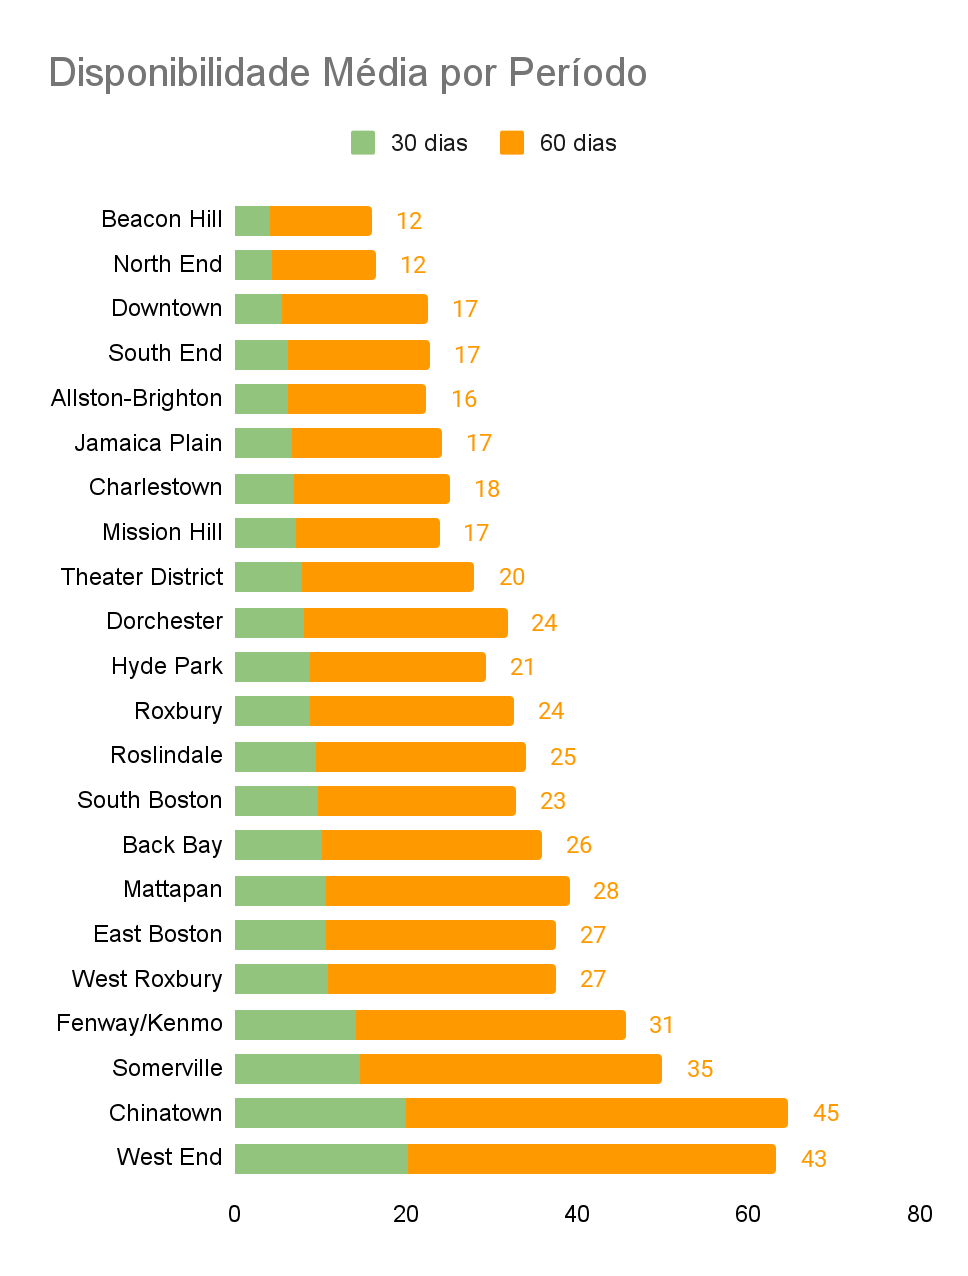 Disponibilidade Média por Período
30 dias 60 dias
Beacon Hill 12
North End 12
Downtown 17
South End 17
Allston-Brighton 16
Jamaica Plain 17
Charlestown 18
Mission Hill 17
Theater District 20
Dorchester 24
Hyde Park 21
Roxbury 24
Roslindale 25
South Boston 23
Back Bay 26
Mattapan 28
East Boston 27
West Roxbury 27
Fenway/Kenmo 31
Somerville 35
Chinatown 45
West End 43
0 20 40 60 80